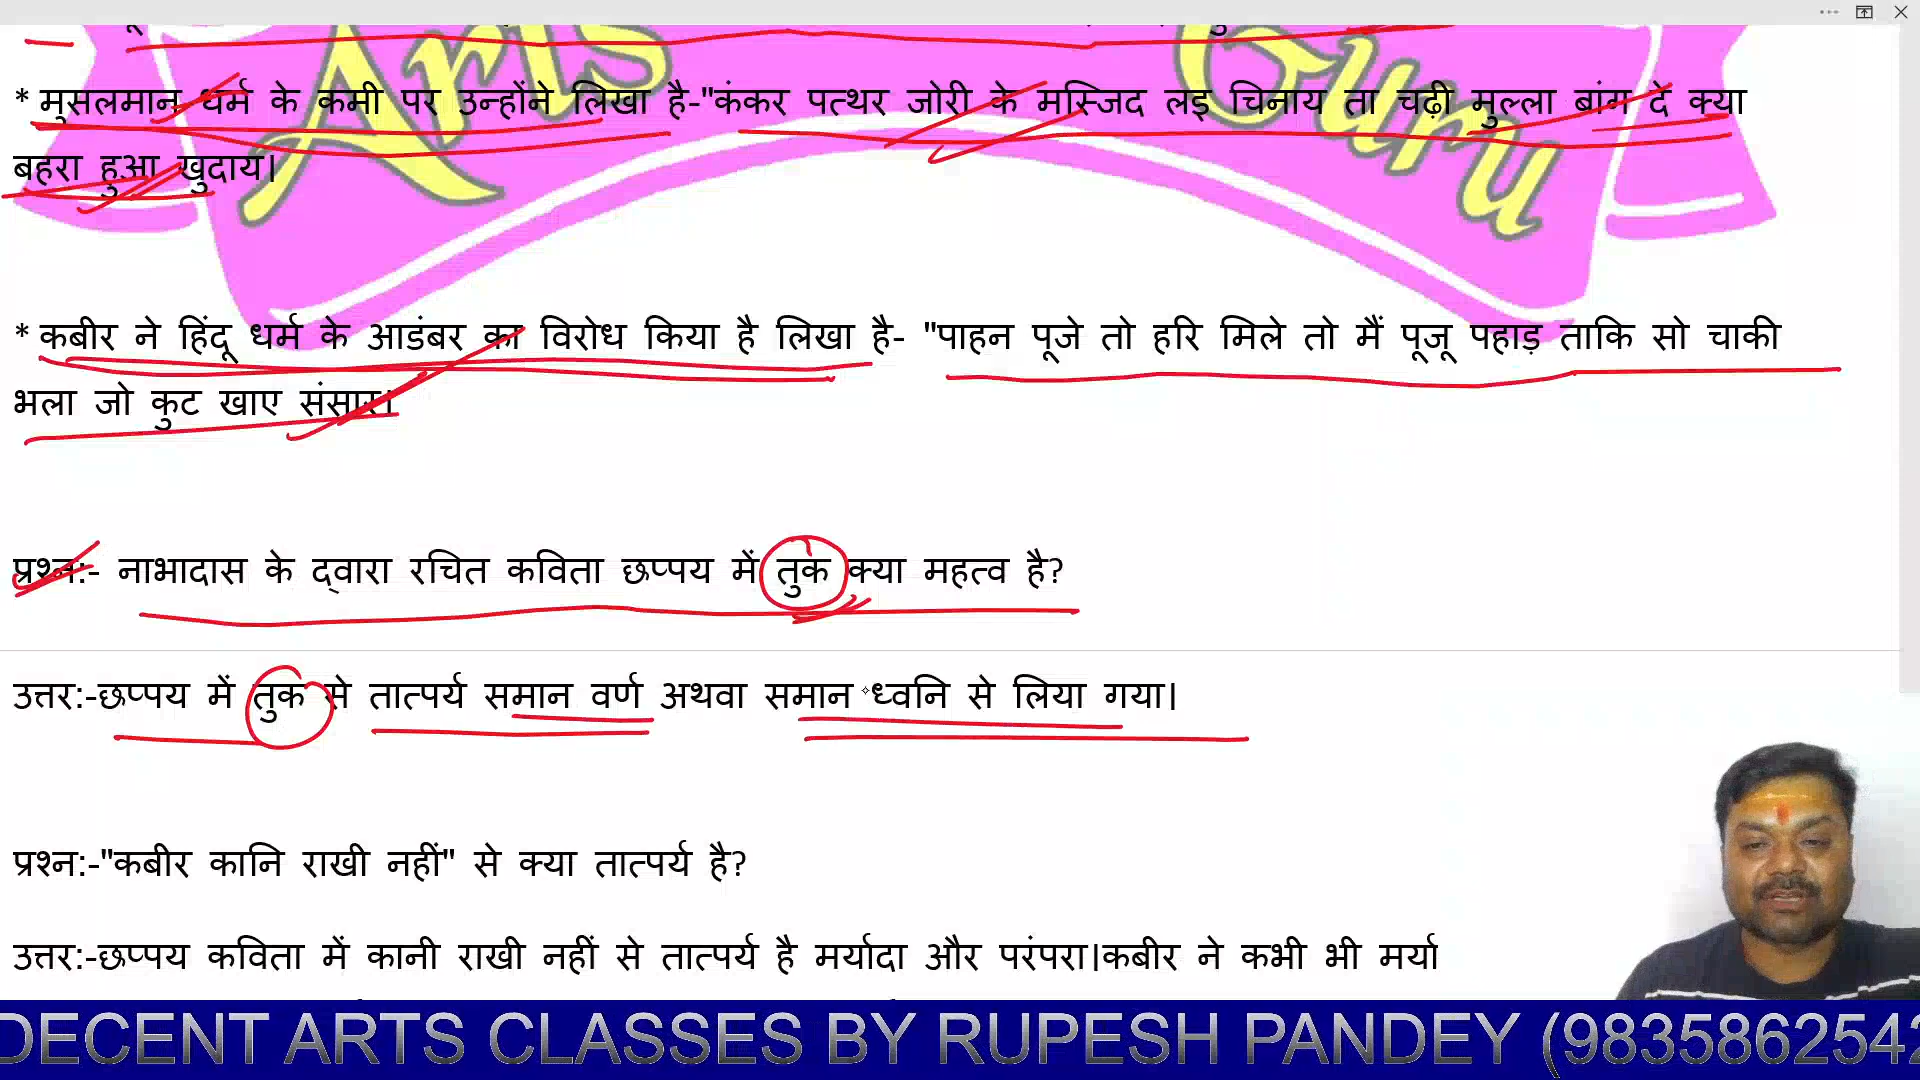 Arts Guru
* मुसलमान धर्म के कमी पर उन्होंने लिखा है-"कंकर पत्थर जोरी के मस्जिद लइ चिनाय ता चढ़ी मुल्ला बांग दे क्या
बहरा हुआ खुदाय।
* कबीर ने हिंदू धर्म के आडंबर का विरोध किया है लिखा है- "पाहन पूजे तो हरि मिले तो मैं पूजू पहाड़ ताकि सो चाकी
भला जो कुट खाए संसार।
प्रश्न:- नाभादास के द्वारा रचित कविता छप्पय में तुक क्या महत्व है?
उत्तर:-छप्पय में तुक से तात्पर्य समान वर्ण अथवा समान ध्वनि से लिया गया।
प्रश्न:-"कबीर कानि राखी नहीं" से क्या तात्पर्य है?
उत्तर:-छप्पय कविता में कानी राखी नहीं से तात्पर्य है मर्यादा और परंपरा।कबीर ने कभी भी मर्या
DECENT ARTS CLASSES BY RUPESH PANDEY (9835862542